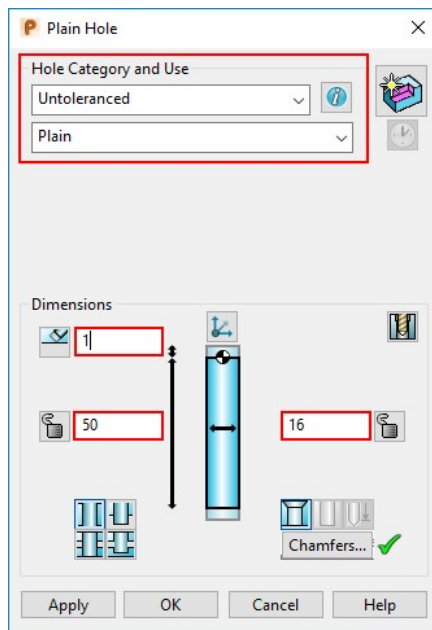 Plain Hole
Hole Category and Use
Untoleranced
Plain
Dimensions
1
50
16
Chamfers...
Apply
OK
Cancel
Help